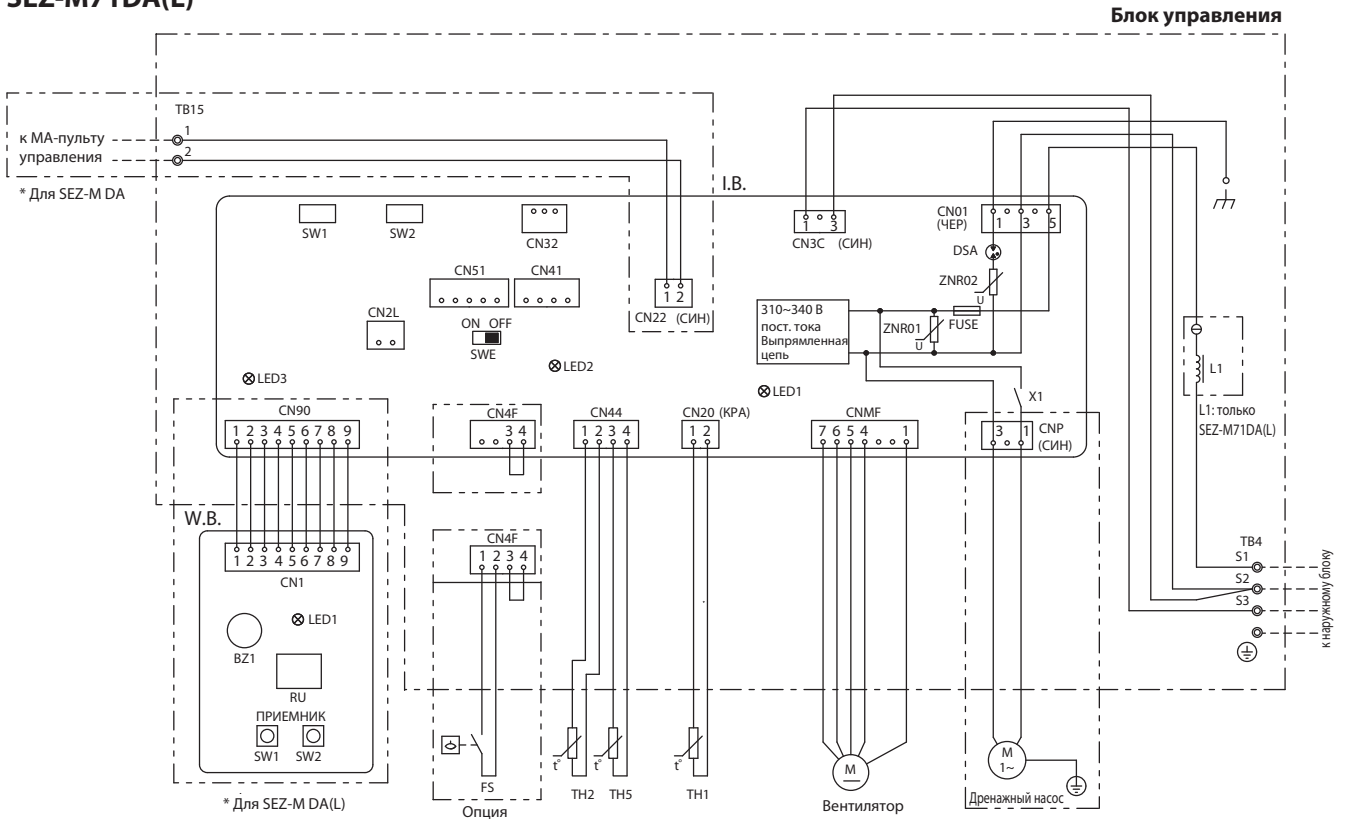 SEZ-M71DA(L)
Блок управления
TB15
к МА-пульту
управления
1
2
* Для SEZ-M DA
I.B.
SW1
SW2
CN32
CN51
CN41
CN2L
ON OFF
SWE
1 2
CN22 (СИН)
1 3
CN3C (СИН)
CN01
(ЧЕР)
1 3 5
DSA
ZNR02
U
310~340 В
пост. тока
Выпрямленная
цепь
ZNR01
U
FUSE
LED3
LED2
LED1
X1
L1
L1: только
SEZ-M71DA(L)
CN90
1 2 3 4 5 6 7 8 9
CN4F
3 4
CN44
1 2 3 4
CN20 (КРА)
1 2
CNMF
7 6 5 4 1
3 1
CNP
(СИН)
W.B.
1 2 3 4 5 6 7 8 9
CN1
LED1
BZ1
RU
ПРИЕМНИК
SW1
SW2
* Для SEZ-M DA(L)
CN4F
1 2 3 4
FS
Опция
t°
TH2
t°
TH5
t°
TH1
M
Вентилятор
M
1~
Дренажный насос
TB4
S1
S2
S3
к наружному блоку